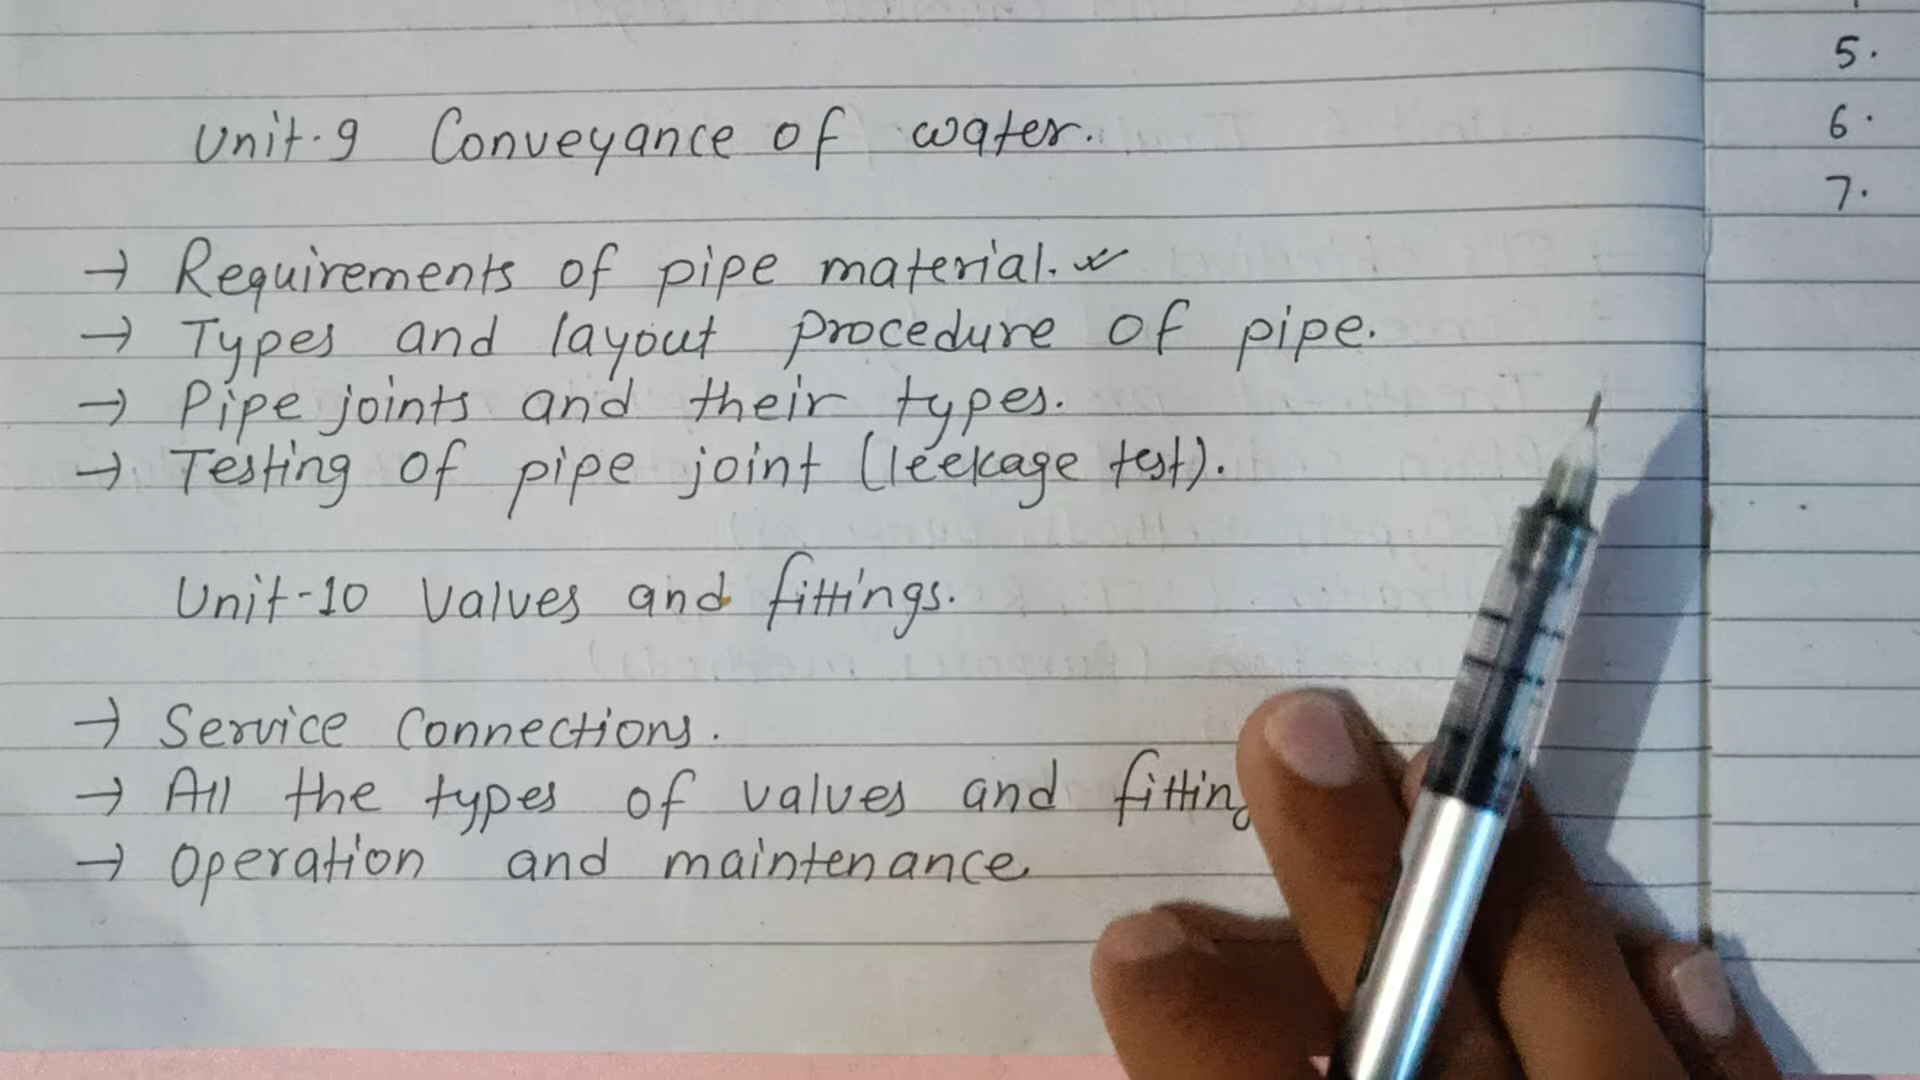 Unit.9 Conveyance of water.
→ Requirements of pipe material.
→ Types and layout procedure of pipe.
→ Pipe joints and their types.
→ Testing of pipe joint (leekage test).
Unit-10 Valves and fittings.
→ Service Connections.
→ All the types of valves and fitting
→ Operation and maintenance
5.
6.
7.